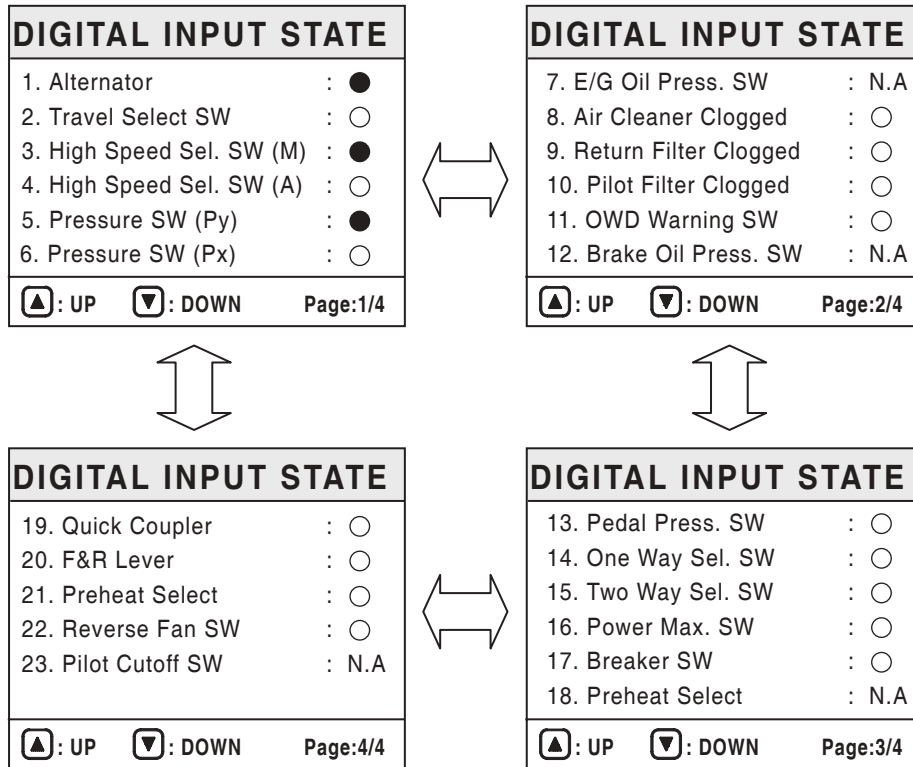 DIGITAL INPUT STATE
1. Alternator : ●
2. Travel Select SW : ○
3. High Speed Sel. SW (M) : ●
4. High Speed Sel. SW (A) : ○
5. Pressure SW (Py) : ●
6. Pressure SW (Px) : ○
▲ : UP ▼ : DOWN Page:1/4
DIGITAL INPUT STATE
7. E/G Oil Press. SW : N.A
8. Air Cleaner Clogged : ○
9. Return Filter Clogged : ○
10. Pilot Filter Clogged : ○
11. OWD Warning SW : ○
12. Brake Oil Press. SW : N.A
▲ : UP ▼ : DOWN Page:2/4
DIGITAL INPUT STATE
19. Quick Coupler : ○
20. F&R Lever : ○
21. Preheat Select : ○
22. Reverse Fan SW : ○
23. Pilot Cutoff SW : N.A
▲ : UP ▼ : DOWN Page:4/4
DIGITAL INPUT STATE
13. Pedal Press. SW : ○
14. One Way Sel. SW : ○
15. Two Way Sel. SW : ○
16. Power Max. SW : ○
17. Breaker SW : ○
18. Preheat Select : N.A
▲ : UP ▼ : DOWN Page:3/4